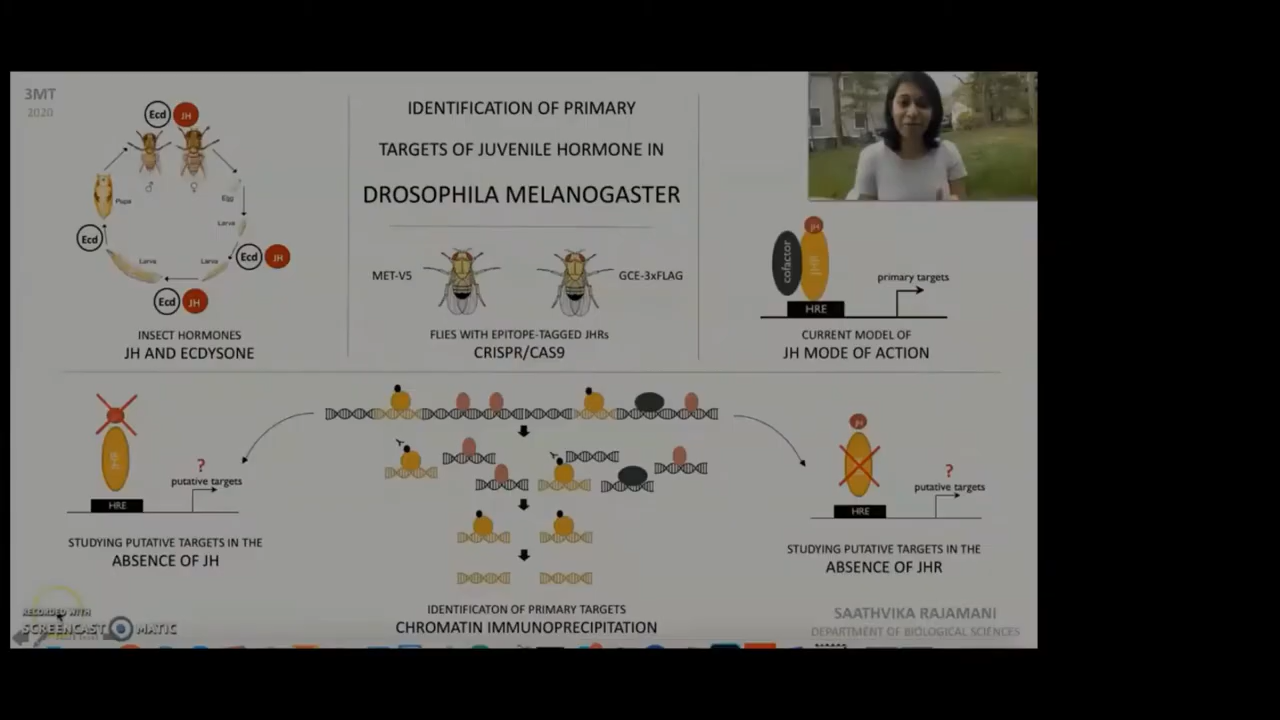 3MT
2020
Ecd JH
♂ ♀
Pupa
Egg
Larva
Ecd
Larva Larva
Ecd JH
Ecd JH
INSECT HORMONES
JH AND ECDYSONE
IDENTIFICATION OF PRIMARY
TARGETS OF JUVENILE HORMONE IN
DROSOPHILA MELANOGASTER
MET-V5
GCE-3xFLAG
FLIES WITH EPITOPE-TAGGED JHRs
CRISPR/CAS9
JH
cofactor
JHR
primary targets
HRE
CURRENT MODEL OF
JH MODE OF ACTION
JHR
?
putative targets
HRE
STUDYING PUTATIVE TARGETS IN THE
ABSENCE OF JH
IDENTIFICATON OF PRIMARY TARGETS
CHROMATIN IMMUNOPRECIPITATION
JH
?
putative targets
HRE
STUDYING PUTATIVE TARGETS IN THE
ABSENCE OF JHR
RECORDED WITH
SCREENCAST MATIC
SAATHVIKA RAJAMANI
DEPARTMENT OF BIOLOGICAL SCIENCES